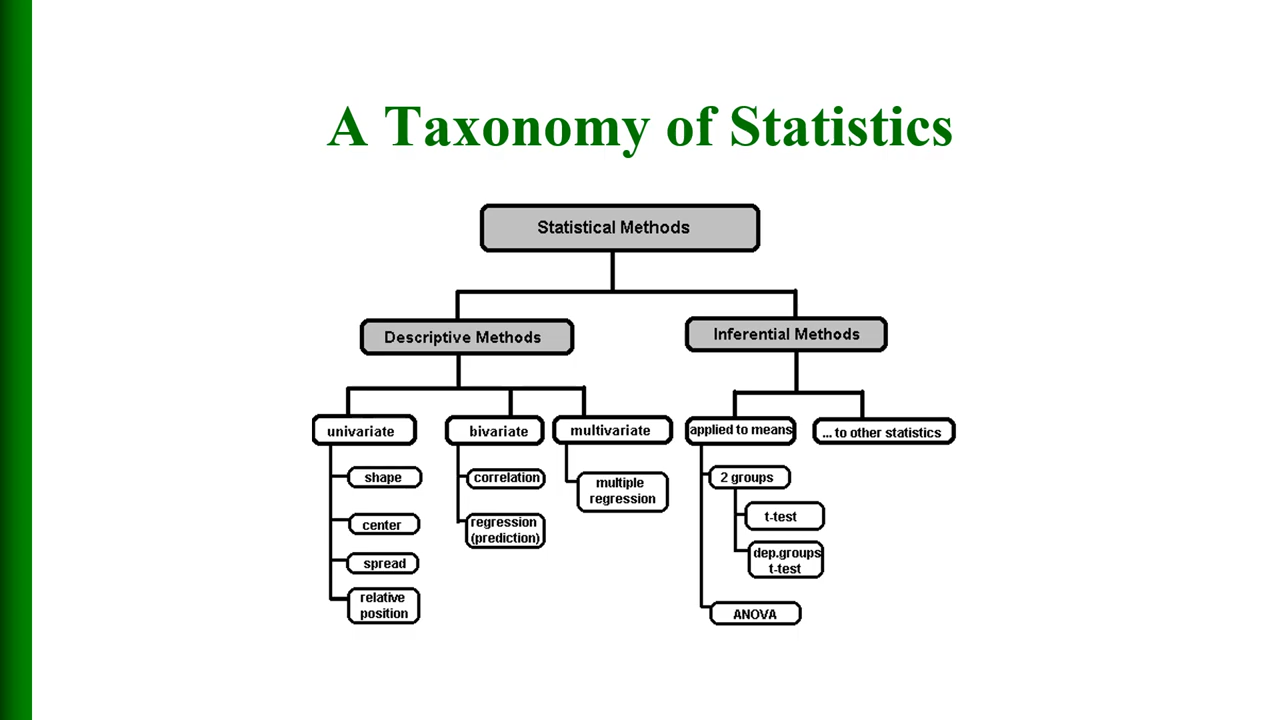 A Taxonomy of Statistics
Statistical Methods
Descriptive Methods
Inferential Methods
univariate
bivariate
multivariate
applied to means
... to other statistics
shape
center
spread
relative
position
correlation
regression
(prediction)
multiple
regression
2 groups
t-test
dep.groups
t-test
ANOVA